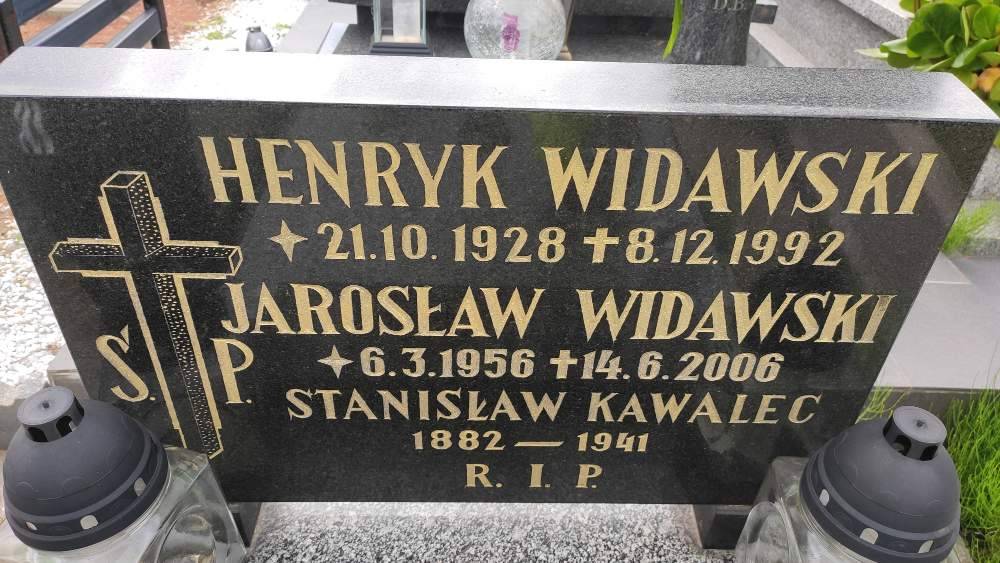 D.B
HENRYK WIDAWSKI
21.10.1928 8.12.1992
JAROSŁAW WIDAWSKI
6.3.1956 14.6.2006
Ś. P.
STANISŁAW KAWALEC
1882 — 1941
R. I. P.